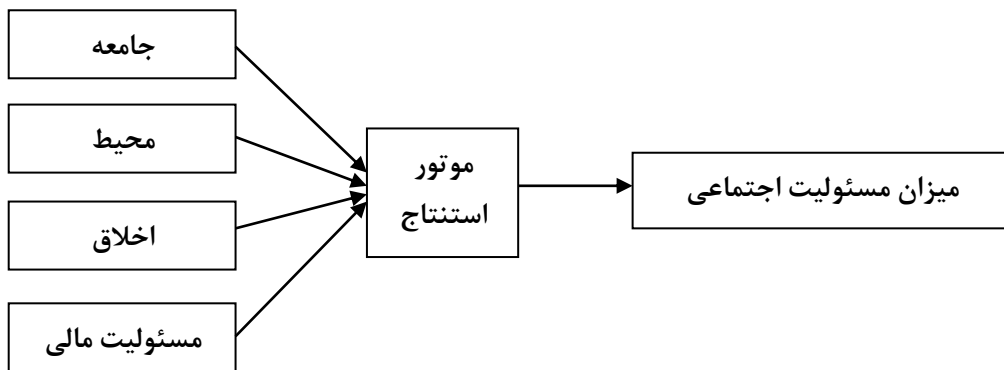 جامعه
محیط
اخلاق
مسئولیت مالی
موتور
استنتاج
میزان مسئولیت اجتماعی